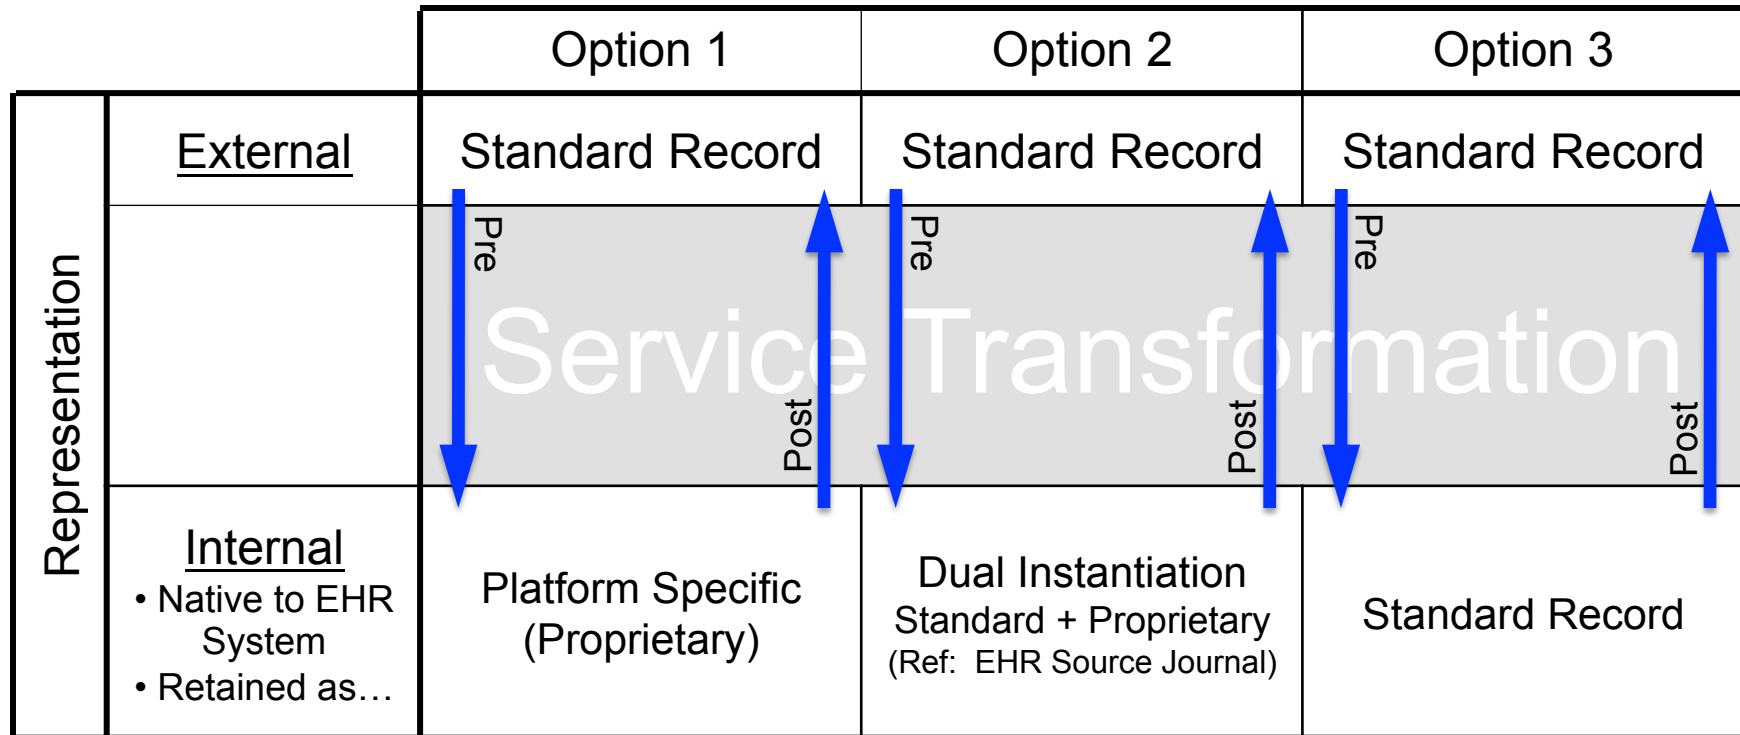 Option 1
Option 2
Option 3
Representation
External
Standard Record
Standard Record
Standard Record
Pre
Post
Pre
Post
Pre
Post
Service Transformation
Internal
• Native to EHR
System
• Retained as…
Platform Specific
(Proprietary)
Dual Instantiation
Standard + Proprietary
(Ref:  EHR Source Journal)
Standard Record